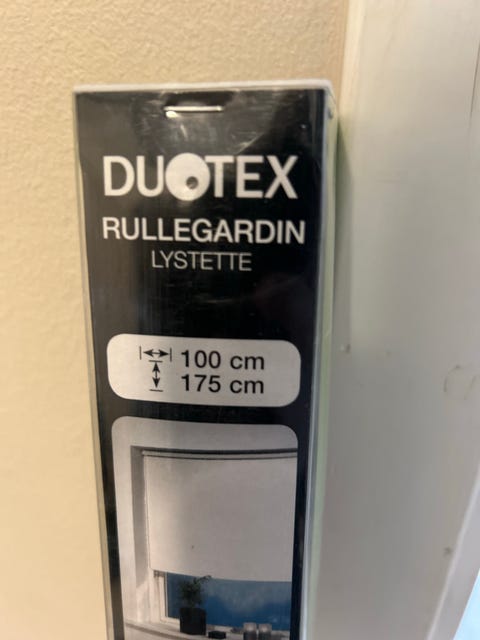 DUOTEX
RULLEGARDIN
LYSTETTE
100 cm
175 cm